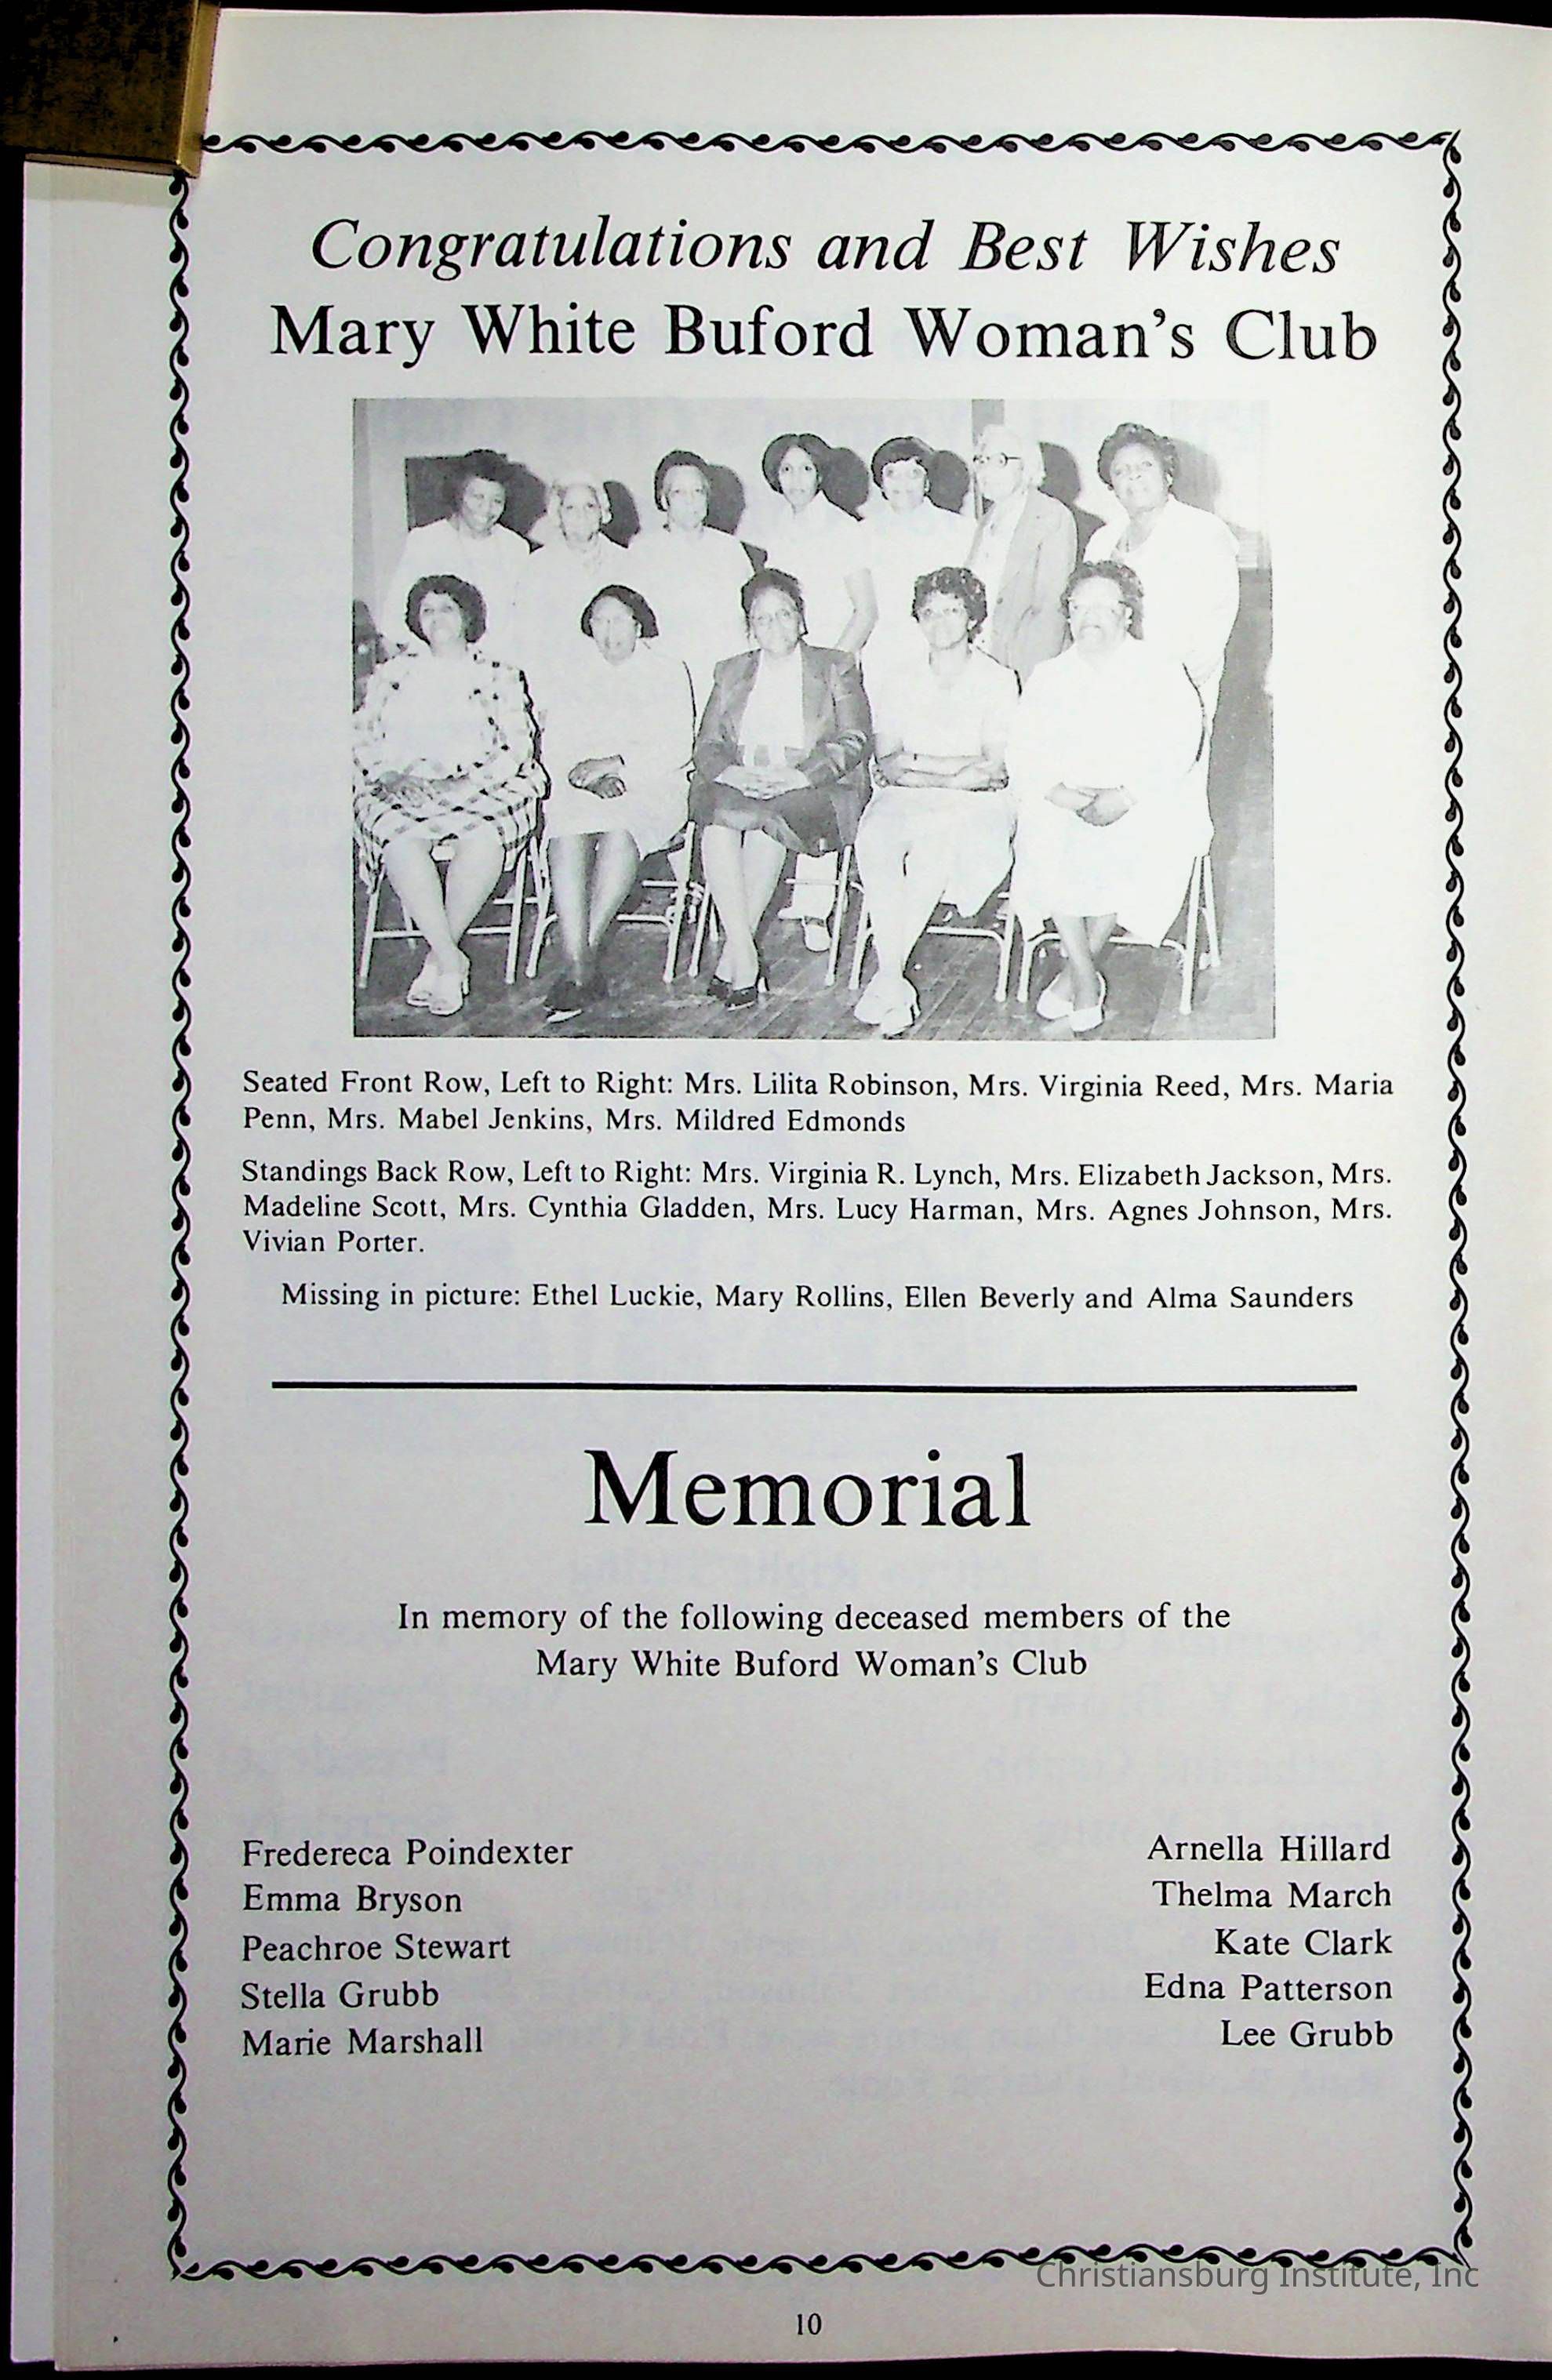 Congratulations and Best Wishes
Mary White Buford Woman's Club
Seated Front Row, Left to Right: Mrs. Lilita Robinson, Mrs. Virginia Reed, Mrs. Maria
Penn, Mrs. Mabel Jenkins, Mrs. Mildred Edmonds
Standings Back Row, Left to Right: Mrs. Virginia R. Lynch, Mrs. Elizabeth Jackson, Mrs.
Madeline Scott, Mrs. Cynthia Gladden, Mrs. Lucy Harman, Mrs. Agnes Johnson, Mrs.
Vivian Porter.
Missing in picture: Ethel Luckie, Mary Rollins, Ellen Beverly and Alma Saunders
Memorial
In memory of the following deceased members of the
Mary White Buford Woman's Club
Fredereca Poindexter
Emma Bryson
Peachroe Stewart
Stella Grubb
Marie Marshall
Arnella Hillard
Thelma March
Kate Clark
Edna Patterson
Lee Grubb
Christiansburg Institute, Inc
10